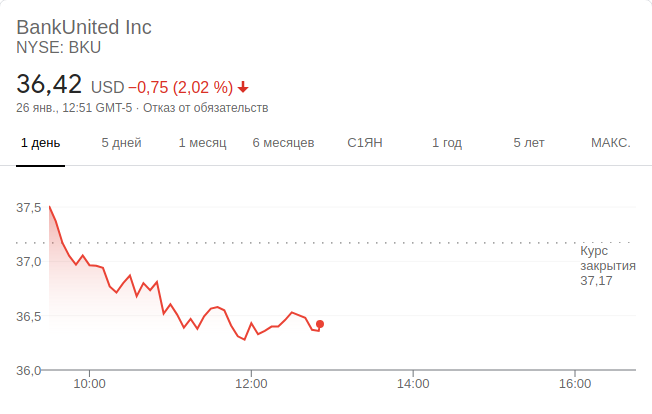 BankUnited Inc
NYSE: BKU
36,42 USD −0,75 (2,02 %)
26 янв., 12:51 GMT-5 · Отказ от обязательств
1 день 5 дней 1 месяц 6 месяцев С1ЯН 1 год 5 лет МАКС.
37,5
Курс
закрытия
37,17
37,0
36,5
36,0
10:00 12:00 14:00 16:00